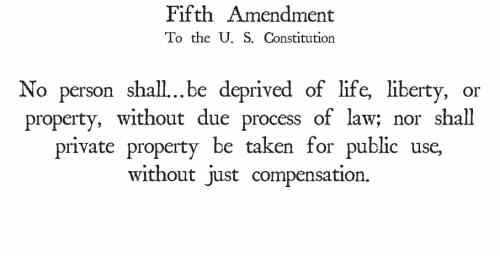 Fifth Amendment
To the U. S. Constitution
No person shall...be deprived of life, liberty, or
property, without due process of law; nor shall
private property be taken for public use,
without just compensation.